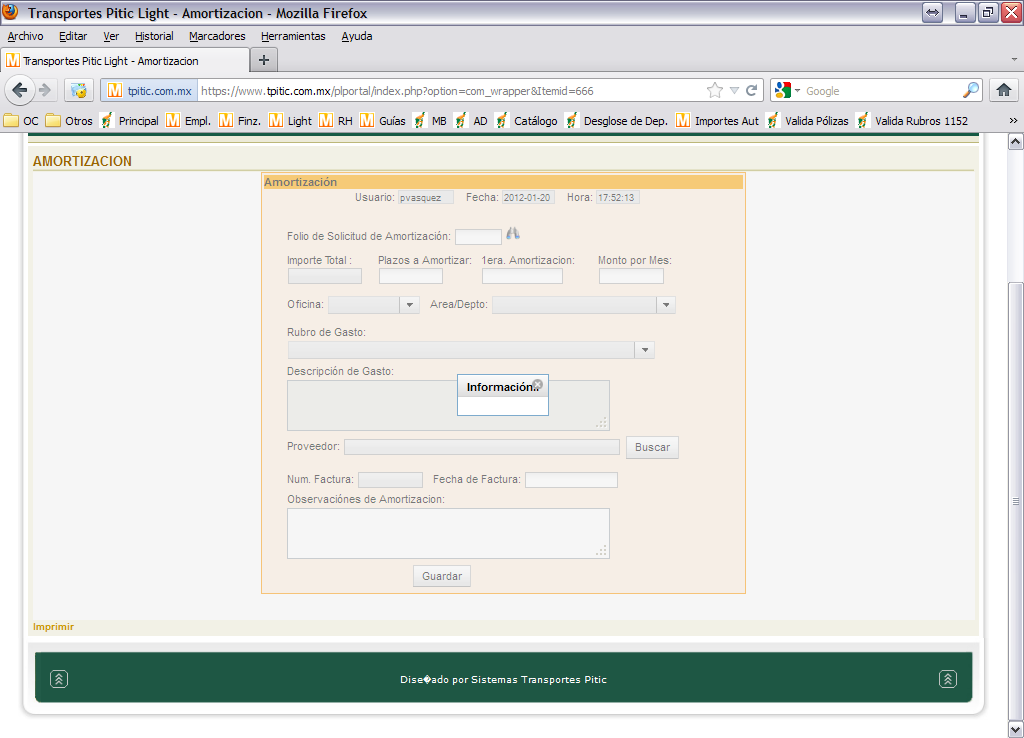 Transportes Pitic Light - Amortizacion - Mozilla Firefox
Archivo Editar Ver Historial Marcadores Herramientas Ayuda
Transportes Pitic Light - Amortizacion
tpitic.com.mx https://www.tpitic.com.mx/plportal/index.php?option=com_wrapper&Itemid=666 Google
OC Otros Principal Empl. Finz. Light RH Guías MB AD Catálogo Desglose de Dep. Importes Aut Valida Pólizas Valida Rubros 1152 »
AMORTIZACION
Amortización
Usuario: pvasquez Fecha: 2012-01-20 Hora: 17:52:13
Folio de Solicitud de Amortización:
Importe Total : Plazos a Amortizar: 1era. Amortizacion: Monto por Mes:
Oficina: Area/Depto:
Rubro de Gasto:
Descripción de Gasto:
Información..
Proveedor: Buscar
Num. Factura: Fecha de Factura:
Observaciónes de Amortizacion:
Guardar
Imprimir
Dise�ado por Sistemas Transportes Pitic